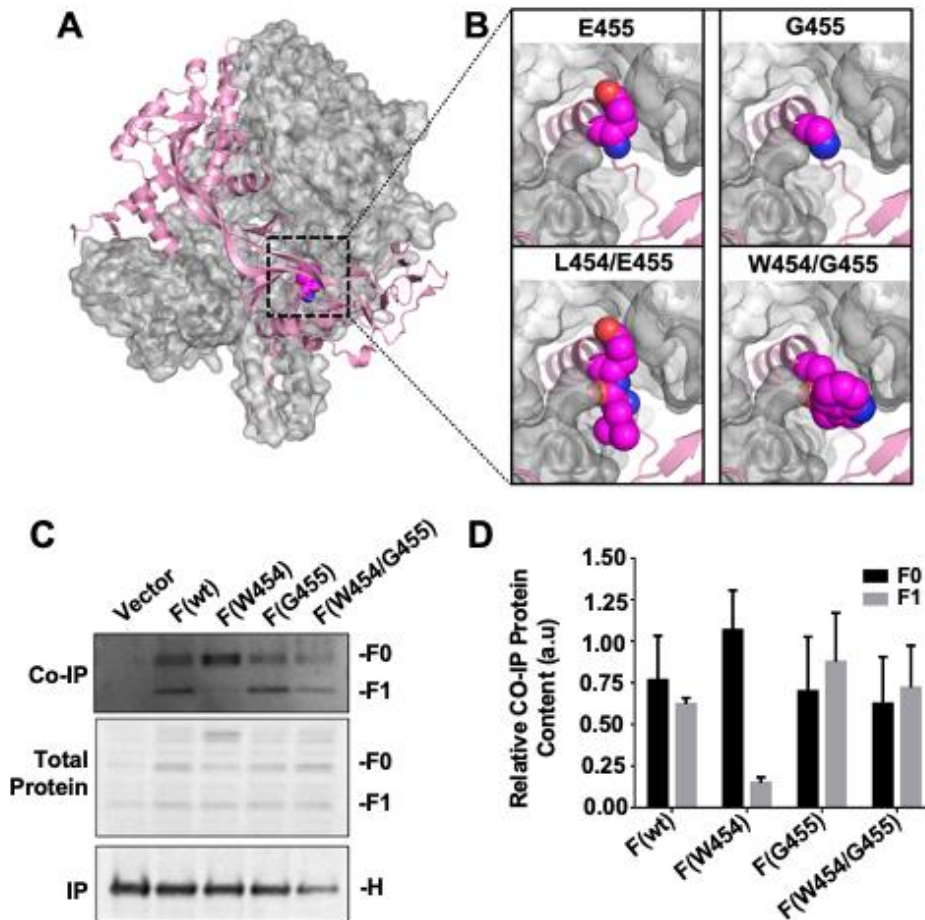 A
B
E455
G455
L454/E455
W454/G455
C
Vector
F(wt)
F(W454)
F(G455)
F(W454/G455)
Co-IP
-F0
-F1
Total
Protein
-F0
-F1
IP
-H
D
Relative CO-IP Protein
Content (a.u)
1.50
1.25
1.00
0.75
0.50
0.25
0.00
F0
F1
F(wt)
F(W454)
F(G455)
F(W454/G455)